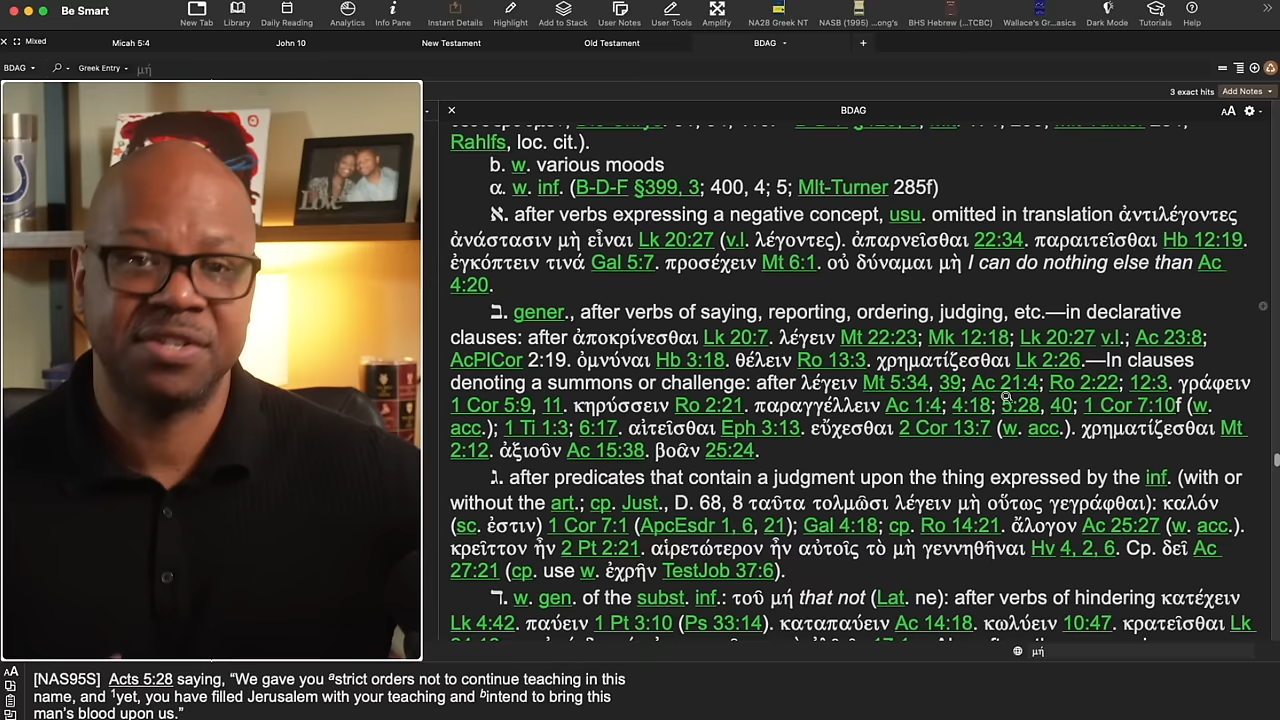 Be Smart
New Tab
Library
Daily Reading
Analytics
Info Pane
Instant Details
Highlight
Add to Stack
User Notes
User Tools
Amplify
NA28 Greek NT
NASB (1995) ...ong's
BHS Hebrew (...TCBC)
Wallace's Gr...asics
Dark Mode
Tutorials
Help
Mixed
Micah 5:4
John 10
New Testament
Old Testament
BDAG
BDAG
Greek Entry
μή
3 exact hits
Add Notes
BDAG
Rahlfs, loc. cit.).
b. w. various moods
α. w. inf. (B-D-F §399, 3; 400, 4; 5; Mlt-Turner 285f)
א. after verbs expressing a negative concept, usu. omitted in translation ἀντιλέγοντες
ἀνάστασιν μὴ εἶναι Lk 20:27 (v.l. λέγοντες). ἀπαρνεῖσθαι 22:34. παραιτεῖσθαι Hb 12:19.
ἐγκόπτειν τινά Gal 5:7. προσέχειν Mt 6:1. οὐ δύναμαι μὴ I can do nothing else than Ac
4:20.
ב. gener., after verbs of saying, reporting, ordering, judging, etc.—in declarative
clauses: after ἀποκρίνεσθαι Lk 20:7. λέγειν Mt 22:23; Mk 12:18; Lk 20:27 v.l.; Ac 23:8;
AcPlCor 2:19. ὀμνύναι Hb 3:18. θέλειν Ro 13:3. χρηματίζεσθαι Lk 2:26.—In clauses
denoting a summons or challenge: after λέγειν Mt 5:34, 39; Ac 21:4; Ro 2:22; 12:3. γράφειν
1 Cor 5:9, 11. κηρύσσειν Ro 2:21. παραγγέλλειν Ac 1:4; 4:18; 5:28, 40; 1 Cor 7:10f (w.
acc.); 1 Ti 1:3; 6:17. αἰτεῖσθαι Eph 3:13. εὔχεσθαι 2 Cor 13:7 (w. acc.). χρηματίζεσθαι Mt
2:12. ἀξιοῦν Ac 15:38. βοᾶν 25:24.
ג. after predicates that contain a judgment upon the thing expressed by the inf. (with or
without the art.; cp. Just., D. 68, 8 ταῦτα τολμῶσι λέγειν μὴ οὕτως γεγράφθαι): καλόν
(sc. ἐστιν) 1 Cor 7:1 (ApcEsdr 1, 6, 21); Gal 4:18; cp. Ro 14:21. ἄλογον Ac 25:27 (w. acc.).
κρεῖττον ἦν 2 Pt 2:21. αἱρετώτερον ἦν αὐτοῖς τὸ μὴ γεννηθῆναι Hv 4, 2, 6. Cp. δεῖ Ac
27:21 (cp. use w. ἐχρῆν TestJob 37:6).
ד. w. gen. of the subst. inf.: τοῦ μή that not (Lat. ne): after verbs of hindering κατέχειν
Lk 4:42. παύειν 1 Pt 3:10 (Ps 33:14). καταπαύειν Ac 14:18. κωλύειν 10:47. κρατεῖσθαι Lk
μή
LOVE
[NAS95S] Acts 5:28 saying, “We gave you astrict orders not to continue teaching in this
name, and 1yet, you have filled Jerusalem with your teaching and bintend to bring this
man's blood upon us.”